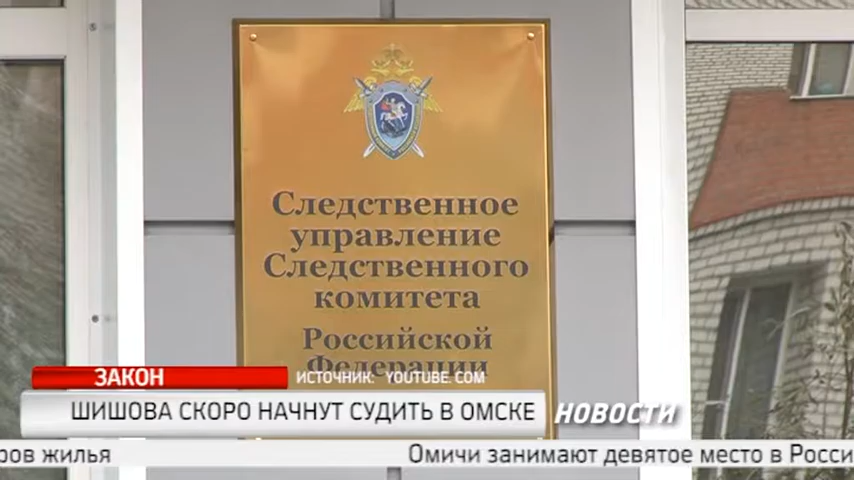 Следственное
управление
Следственного
комитета
Российской
Федерации
ЗАКОН
ИСТОЧНИК: YOUTUBE.COM
ШИШОВА СКОРО НАЧНУТ СУДИТЬ В ОМСКЕ
НОВОСТИ
ров жилья Омичи занимают девятое место в Росси